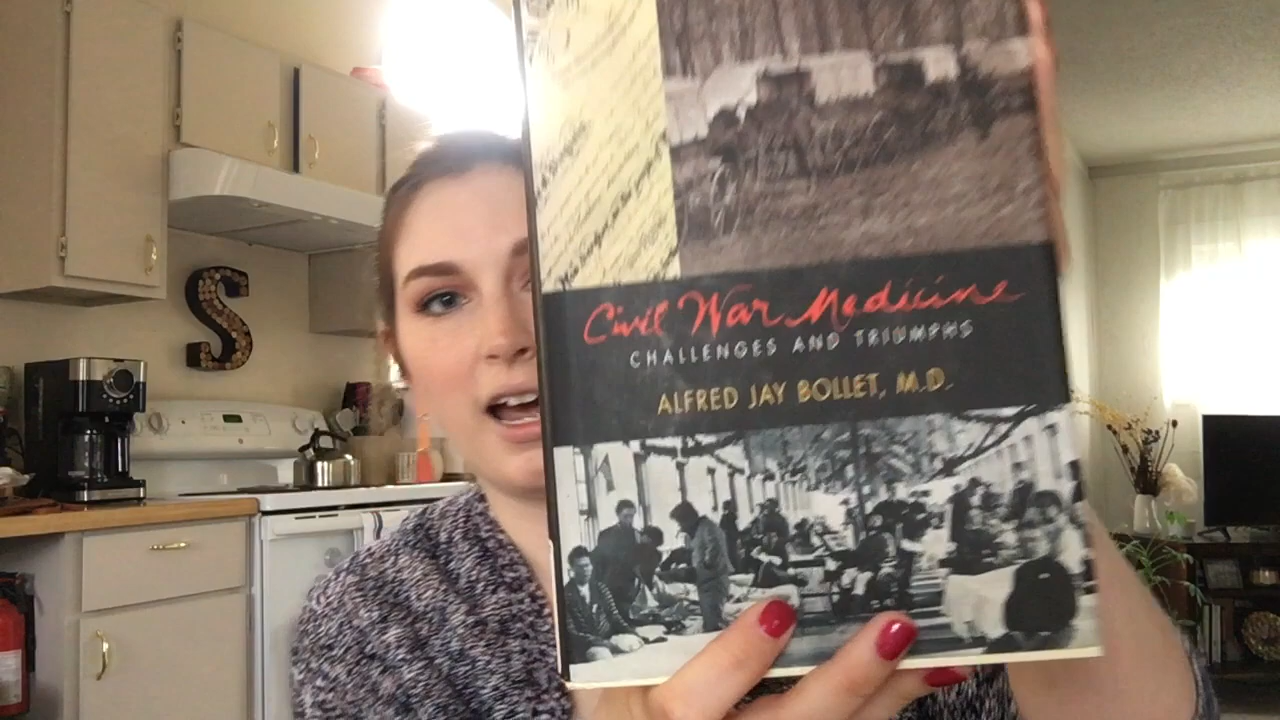 S
Civil War Medicine
CHALLENGES AND TRIUMPHS
ALFRED JAY BOLLET, M.D.